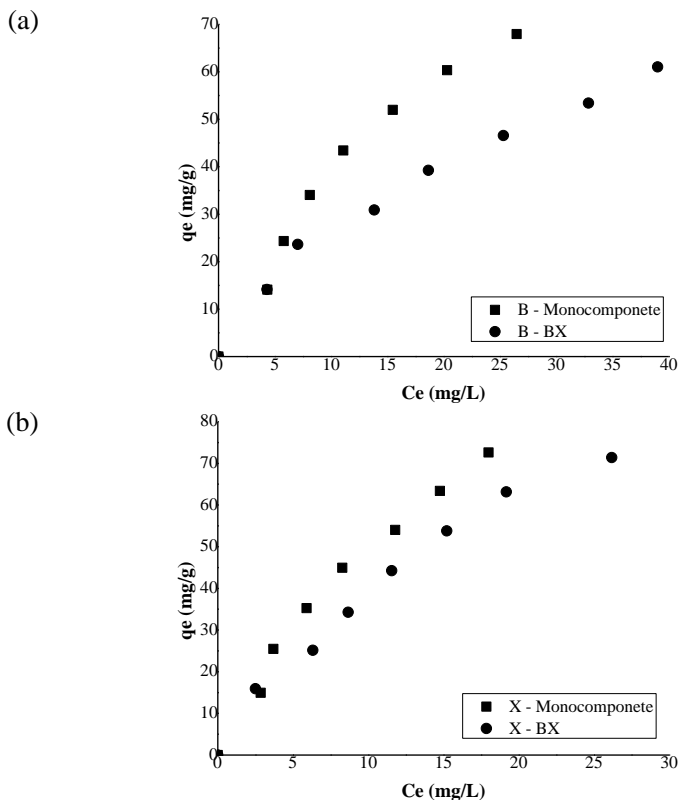 (a)
70
60
50
40
30
20
10
0
qe (mg/g)
B - Monocomponete
B - BX
0 5 10 15 20 25 30 35 40
Ce (mg/L)
(b)
80
70
60
50
40
30
20
10
0
qe (mg/g)
X - Monocomponete
X - BX
0 5 10 15 20 25 30
Ce (mg/L)